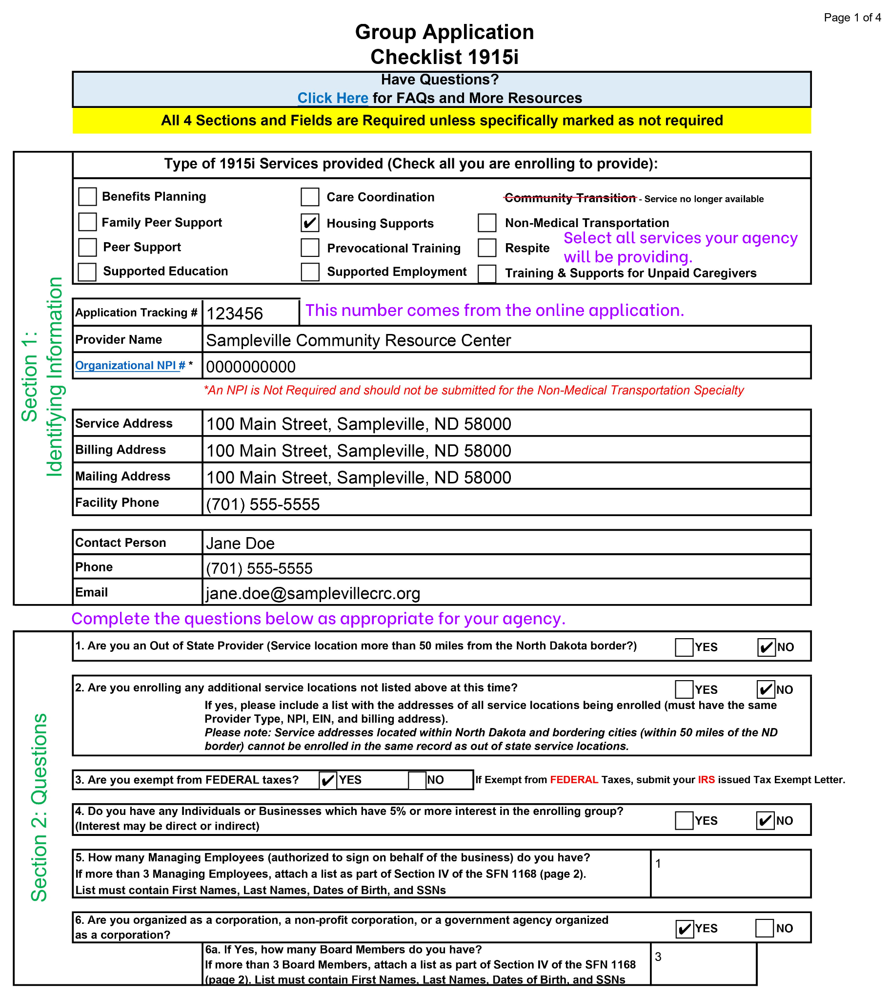 Page 1 of 4
Group Application
Checklist 1915i
Have Questions?
Click Here for FAQs and More Resources
All 4 Sections and Fields are Required unless specifically marked as not required
Section 1:
Identifying Information
Type of 1915i Services provided (Check all you are enrolling to provide):
Benefits Planning
Care Coordination
Community Transition - Service no longer available
Family Peer Support
✔ Housing Supports
Non-Medical Transportation
Peer Support
Prevocational Training
Respite
Select all services your agency
will be providing.
Supported Education
Supported Employment
Training & Supports for Unpaid Caregivers
Application Tracking # 123456
This number comes from the online application.
Provider Name Sampleville Community Resource Center
Organizational NPI # * 0000000000
*An NPI is Not Required and should not be submitted for the Non-Medical Transportation Specialty
Service Address 100 Main Street, Sampleville, ND 58000
Billing Address 100 Main Street, Sampleville, ND 58000
Mailing Address 100 Main Street, Sampleville, ND 58000
Facility Phone (701) 555-5555
Contact Person Jane Doe
Phone (701) 555-5555
Email jane.doe@samplevillecrc.org
Complete the questions below as appropriate for your agency.
Section 2: Questions
1. Are you an Out of State Provider (Service location more than 50 miles from the North Dakota border?) YES ✔ NO
2. Are you enrolling any additional service locations not listed above at this time? YES ✔ NO
If yes, please include a list with the addresses of all service locations being enrolled (must have the same
Provider Type, NPI, EIN, and billing address).
Please note: Service addresses located within North Dakota and bordering cities (within 50 miles of the ND
border) cannot be enrolled in the same record as out of state service locations.
3. Are you exempt from FEDERAL taxes? ✔ YES NO If Exempt from FEDERAL Taxes, submit your IRS issued Tax Exempt Letter.
4. Do you have any Individuals or Businesses which have 5% or more interest in the enrolling group?
(Interest may be direct or indirect) YES ✔ NO
5. How many Managing Employees (authorized to sign on behalf of the business) do you have? 1
If more than 3 Managing Employees, attach a list as part of Section IV of the SFN 1168 (page 2).
List must contain First Names, Last Names, Dates of Birth, and SSNs
6. Are you organized as a corporation, a non-profit corporation, or a government agency organized
as a corporation? ✔ YES NO
6a. If Yes, how many Board Members do you have? 3
If more than 3 Board Members, attach a list as part of Section IV of the SFN 1168
(page 2). List must contain First Names, Last Names, Dates of Birth, and SSNs